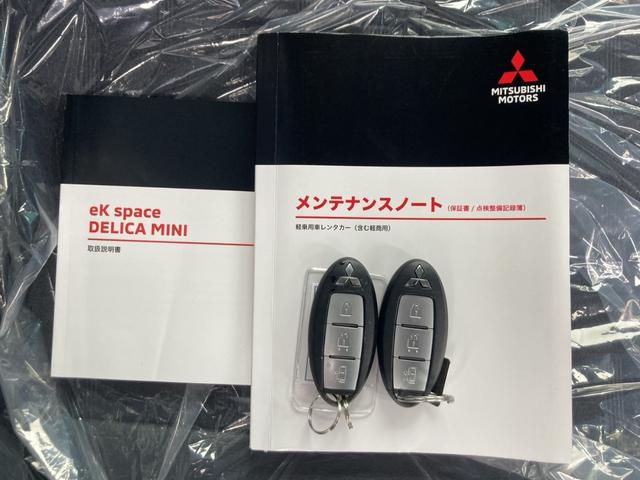 MITSUBISHI
MOTORS
メンテナンスノート（保証書 / 点検整備記録簿）
軽乗用車レンタカー（含む軽商用）
eK space
DELICA MINI
取扱説明書